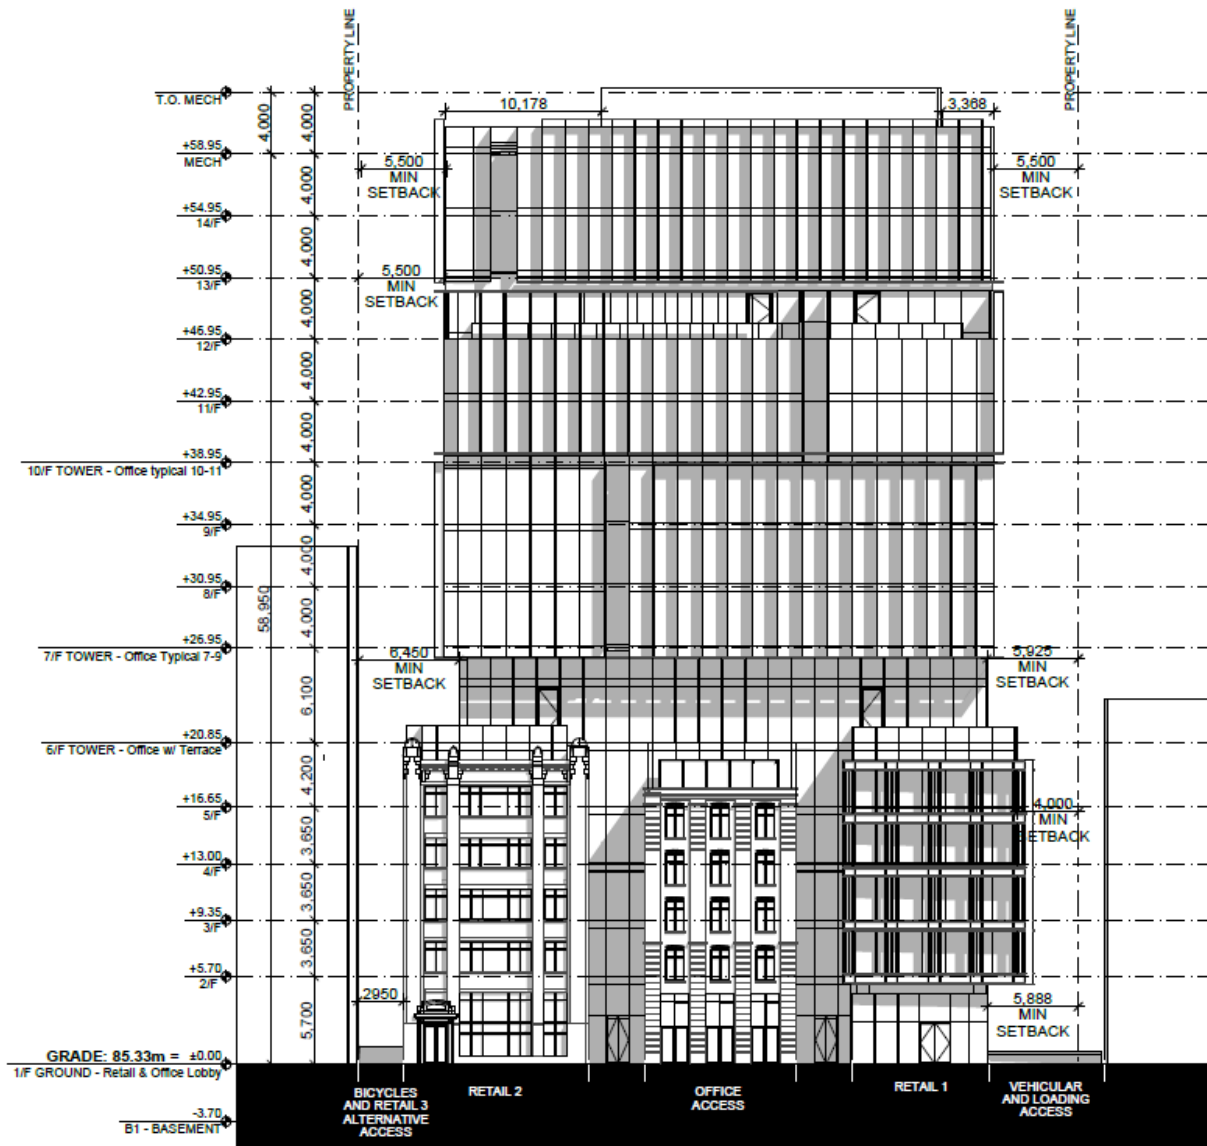 PROPERTY LINE
PROPERTY LINE
T.O. MECH
10,178
3,368
4,000
4,000
+58.95
MECH
5,500
MIN
SETBACK
5,500
MIN
SETBACK
4,000
+54.95
14/F
4,000
+50.95
13/F
5,500
MIN
SETBACK
4,000
+46.95
12/F
4,000
+42.95
11/F
4,000
+38.95
10/F TOWER - Office typical 10-11
4,000
+34.95
9/F
4,000
+30.95
8/F
58,950
4,000
+26.95
7/F TOWER - Office Typical 7-9
6,450
MIN
SETBACK
5,925
MIN
SETBACK
6,100
+20.85
6/F TOWER - Office w/ Terrace
4,200
+16.65
5/F
4,000
MIN
SETBACK
3,650
+13.00
4/F
3,650
+9.35
3/F
3,650
+5.70
2/F
2950
5,888
MIN
SETBACK
5,700
GRADE: 85.33m = ±0.00
1/F GROUND - Retail & Office Lobby
BICYCLES
AND RETAIL 3
ALTERNATIVE
ACCESS
RETAIL 2
OFFICE
ACCESS
RETAIL 1
VEHICULAR
AND LOADING
ACCESS
-3.70
B1 - BASEMENT